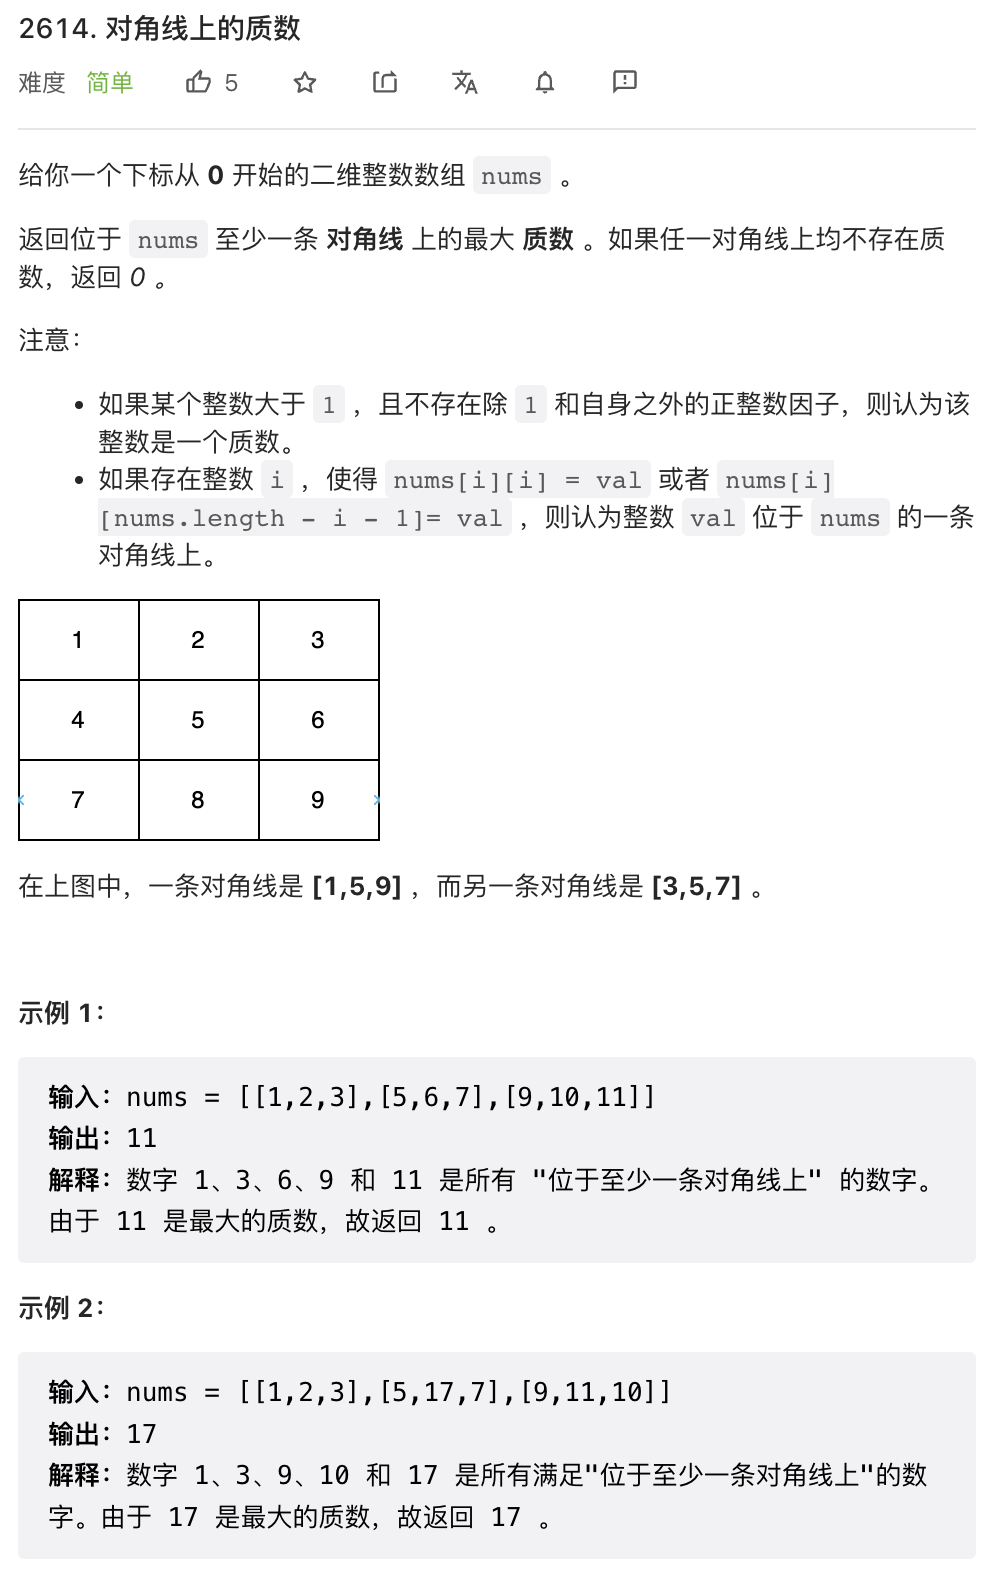 2614. 对角线上的质数
难度 简单 5
给你一个下标从 0 开始的二维整数数组 nums 。
返回位于 nums 至少一条 对角线 上的最大 质数 。如果任一对角线上均不存在质
数，返回 0 。
注意：
• 如果某个整数大于 1 ，且不存在除 1 和自身之外的正整数因子，则认为该
整数是一个质数。
• 如果存在整数 i ，使得 nums[i][i] = val 或者 nums[i]
[nums.length - i - 1]= val ，则认为整数 val 位于 nums 的一条
对角线上。
1 2 3
4 5 6
7 8 9
在上图中，一条对角线是 [1,5,9] ，而另一条对角线是 [3,5,7] 。
示例 1：
输入：nums = [[1,2,3],[5,6,7],[9,10,11]]
输出：11
解释：数字 1、3、6、9 和 11 是所有 "位于至少一条对角线上" 的数字。
由于 11 是最大的质数，故返回 11 。
示例 2：
输入：nums = [[1,2,3],[5,17,7],[9,11,10]]
输出：17
解释：数字 1、3、9、10 和 17 是所有满足"位于至少一条对角线上"的数
字。由于 17 是最大的质数，故返回 17 。